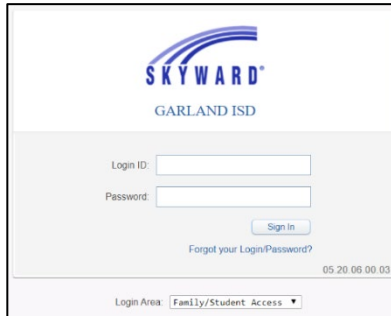 SKYWARD®
GARLAND ISD
Login ID:
Password:
Sign In
Forgot your Login/Password?
05.20.06.00.03
Login Area: Family/Student Access